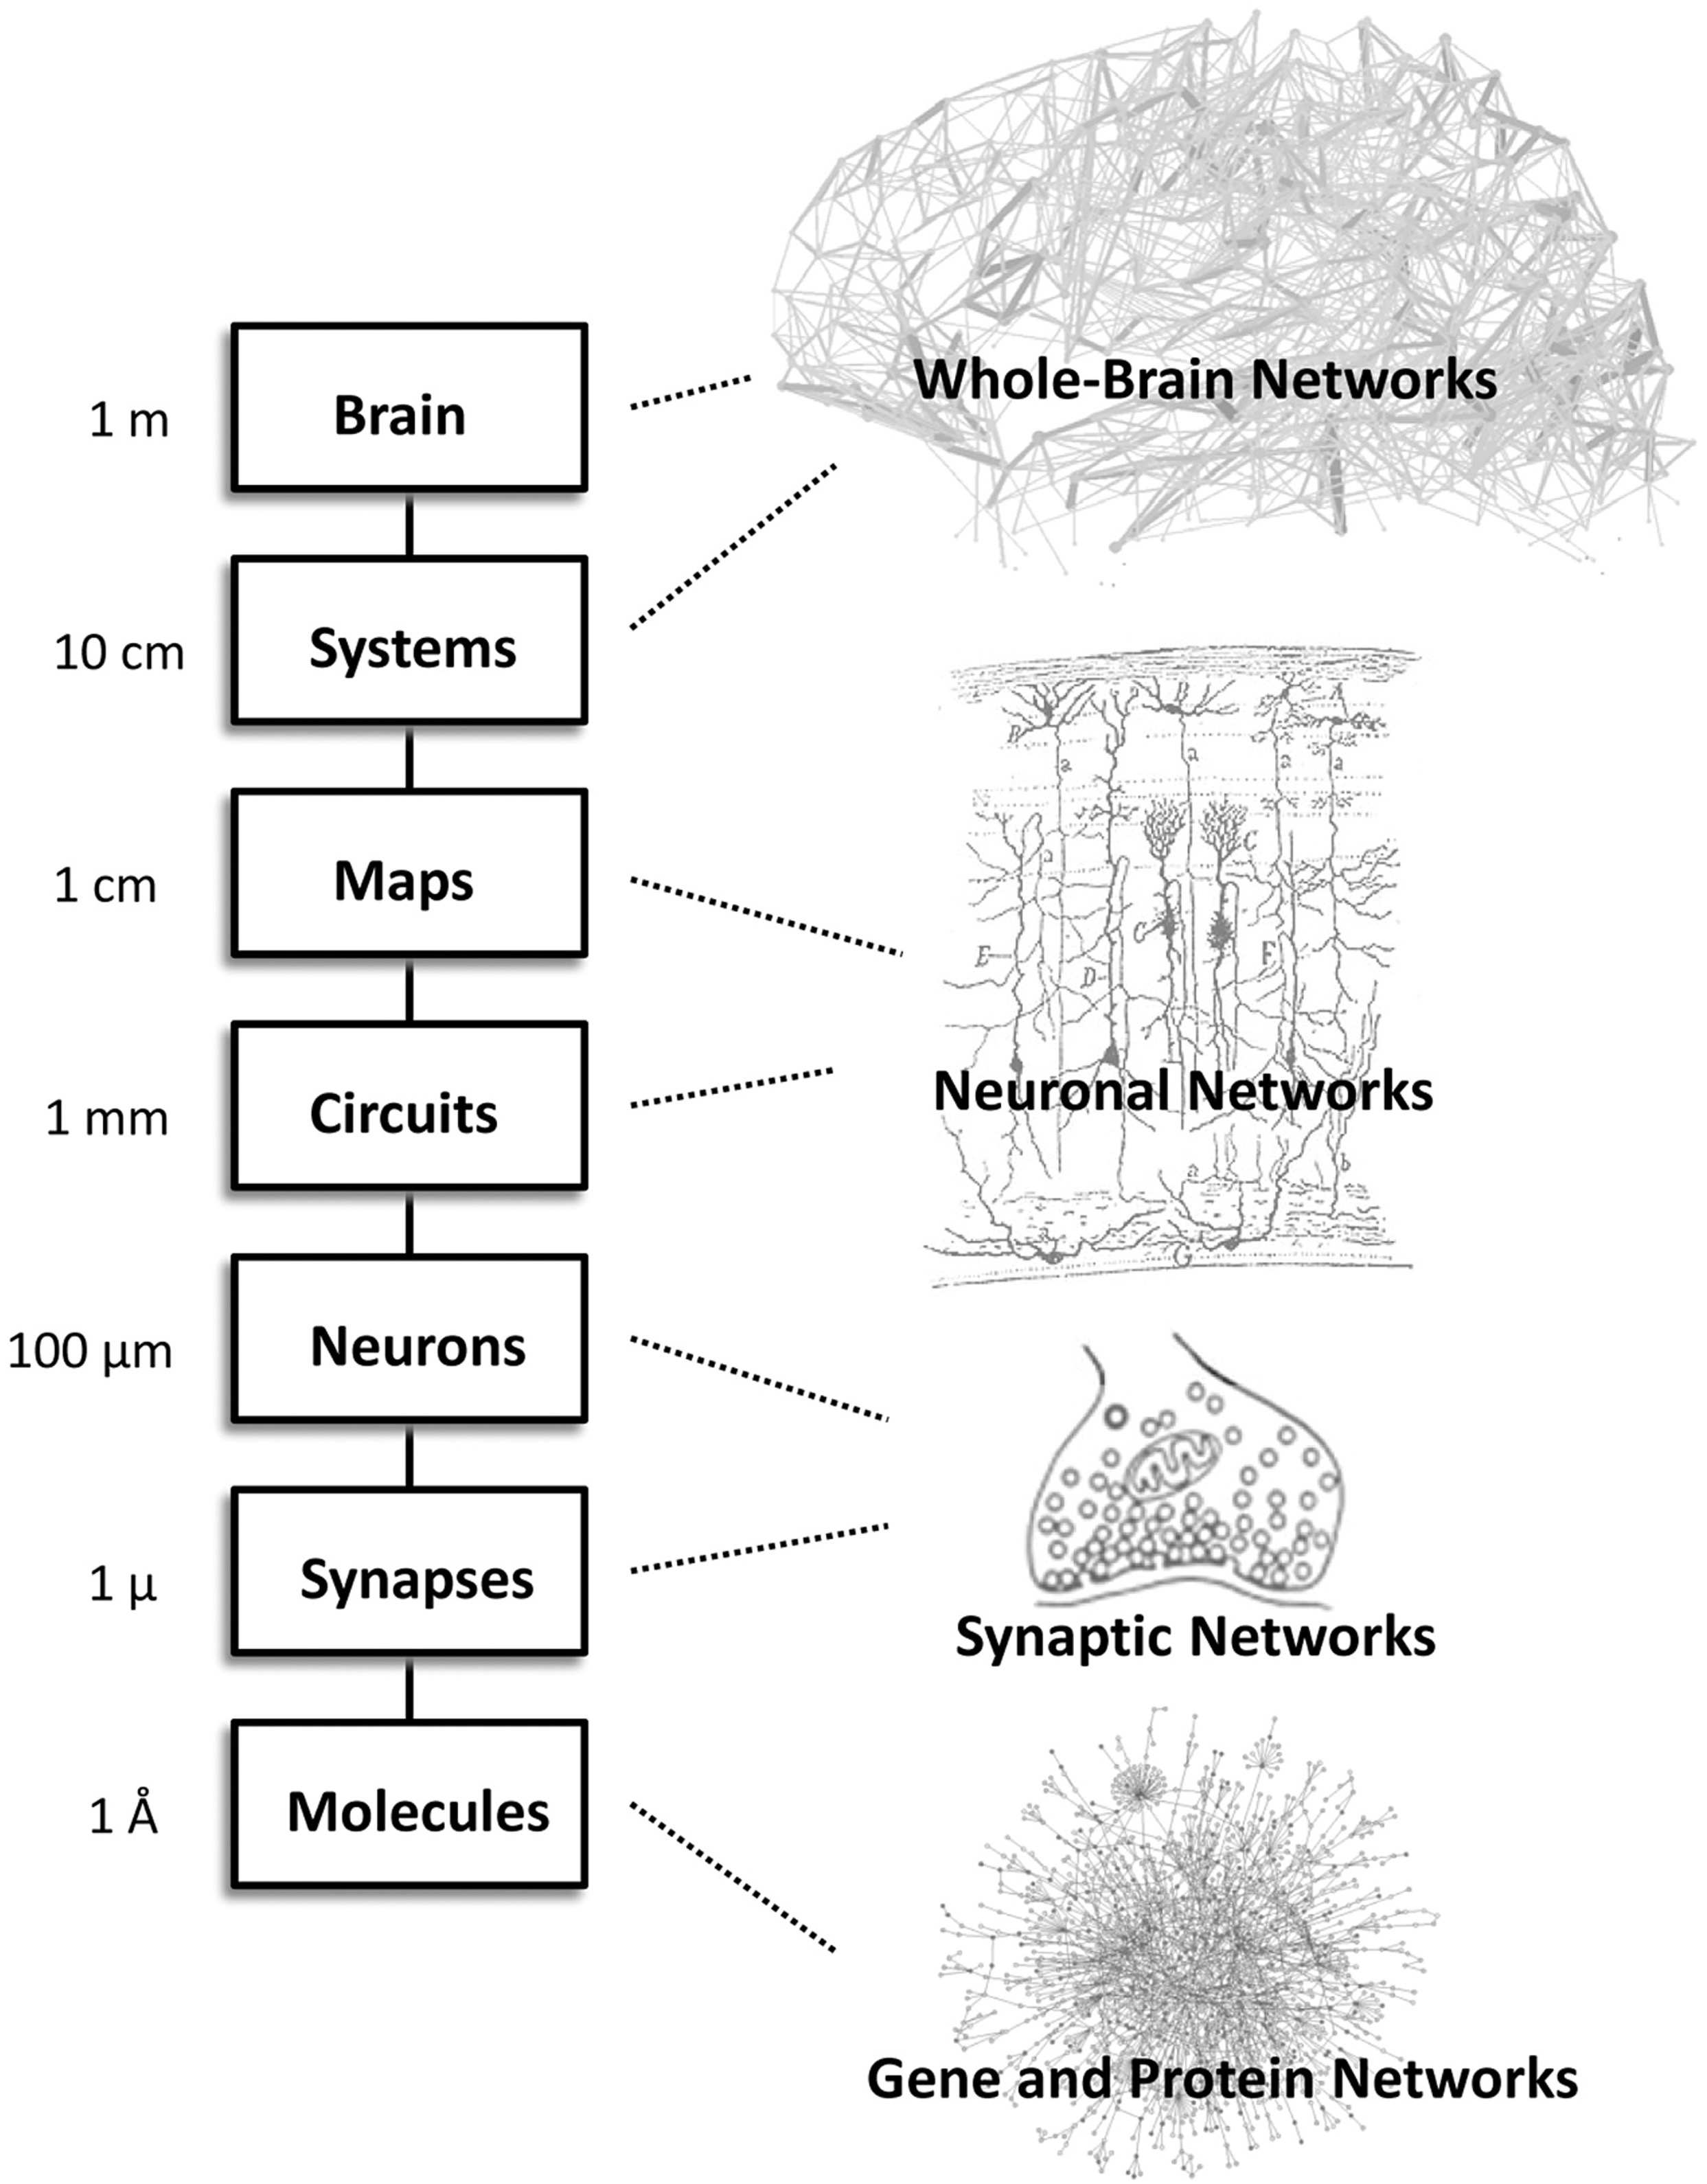 Whole-Brain Networks
1 m
Brain
10 cm
Systems
1 cm
Maps
1 mm
Circuits
Neuronal Networks
100 μm
Neurons
1 μ
Synapses
Synaptic Networks
1 Å
Molecules
Gene and Protein Networks
B
a
a
a
a
a
C
C
E
D
F
a
b
G